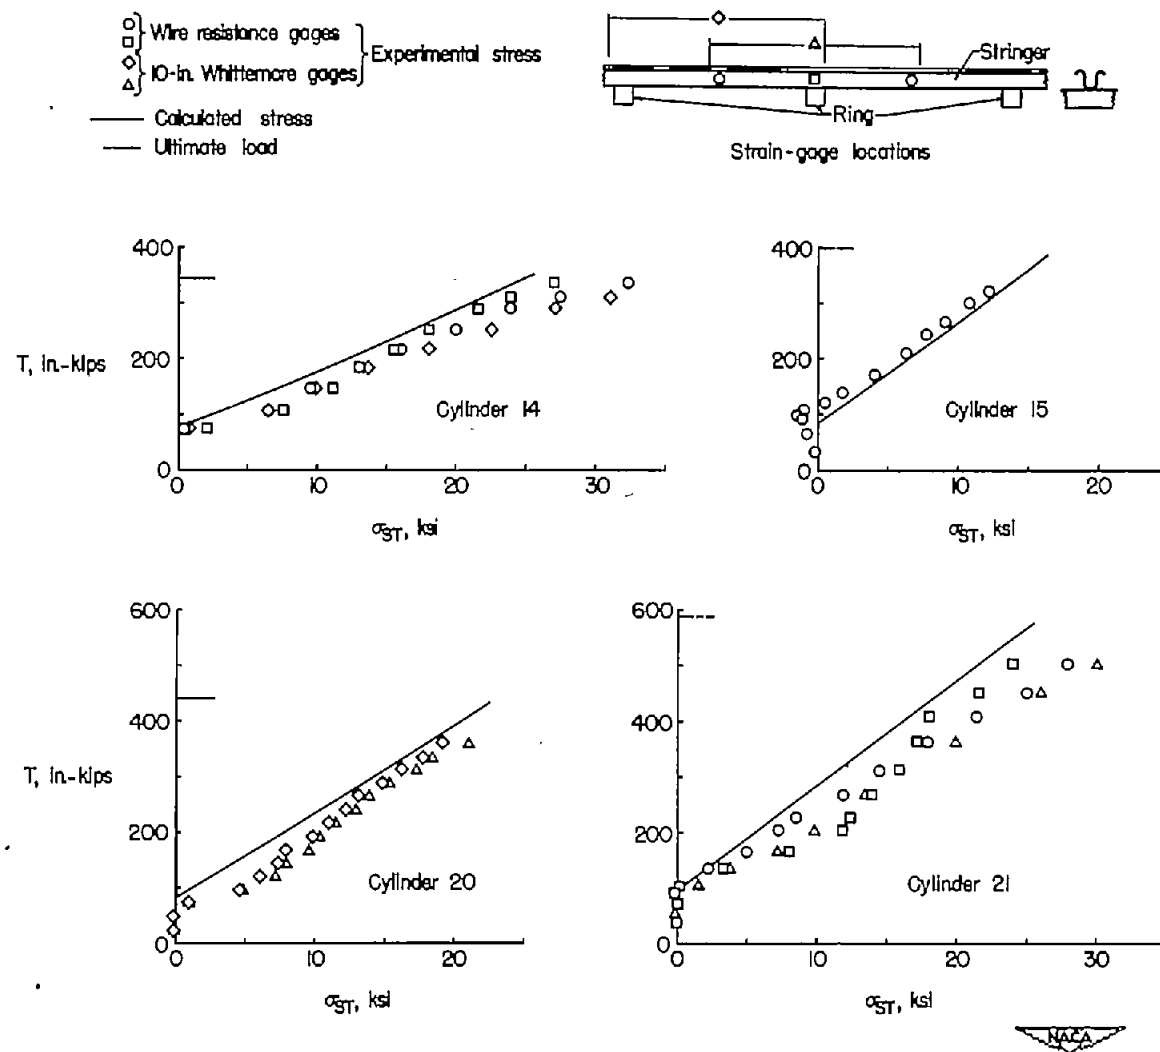 Wire resistance gages
10-in. Whittemore gages
Experimental stress
Calculated stress
Ultimate load
Stringer
Ring
Strain-gage locations
400
200
0
T, in.-kips
0 10 20 30
σST, ksi
Cylinder 14
400
200
0
0 10 20
σST, ksi
Cylinder 15
600
400
200
0
T, in.-kips
0 10 20
σST, ksi
Cylinder 20
600
400
200
0
0 10 20 30
σST, ksi
Cylinder 21
NACA